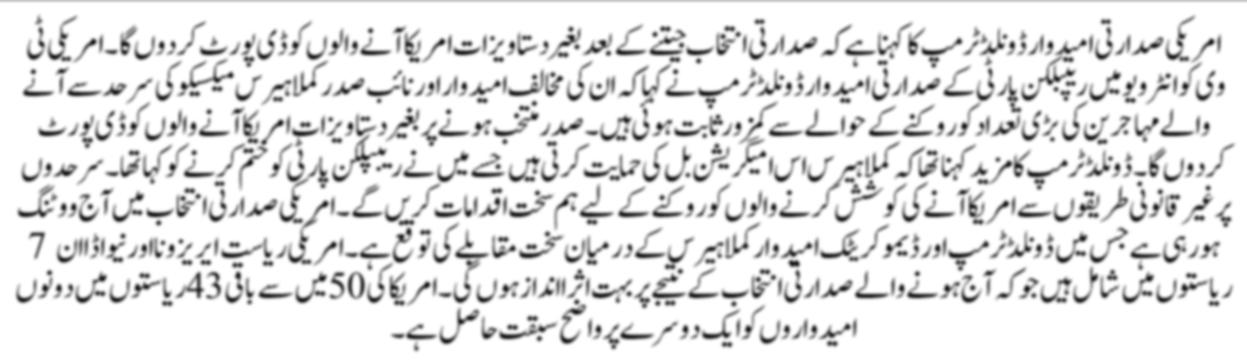 امریکی صدارتی امیدوار ڈونلڈ ٹرمپ کا کہنا ہے کہ صدارتی انتخاب جیتنے کے بعد بغیر دستاویزات امریکا آنے والوں کو ڈی پورٹ کردوں گا۔ امریکی ٹی
وی کو انٹرویو میں ریپبلکن پارٹی کے صدارتی امیدوار ڈونلڈ ٹرمپ نے کہا کہ ان کی مخالف امیدوار اور نائب صدر کملا ہیرس میکسیکو کی سرحد سے آنے
والے مہاجرین کی بڑی تعداد کو روکنے کے حوالے سے کمزور ثابت ہوئی ہیں۔ صدر منتخب ہونے پر بغیر دستاویزات امریکا آنے والوں کو ڈی پورٹ
کردوں گا۔ ڈونلڈ ٹرمپ کا مزید کہنا تھا کہ کملا ہیرس اس امیگریشن بل کی حمایت کرتی ہیں جسے میں نے ریپبلکن پارٹی کو ختم کرنے کو کہا تھا۔ سرحدوں
پر غیر قانونی طریقوں سے امریکا آنے کی کوشش کرنے والوں کو روکنے کے لیے ہم سخت اقدامات کریں گے۔ امریکی صدارتی انتخاب میں آج ووٹنگ
ہورہی ہے جس میں ڈونلڈ ٹرمپ اور ڈیموکریٹک امیدوار کملا ہیرس کے درمیان سخت مقابلے کی توقع ہے۔ امریکی ریاست ایریزونا اور نیواڈا ان 7
ریاستوں میں شامل ہیں جو کہ آج ہونے والے صدارتی انتخاب کے نتیجے پر بہت اثرا انداز ہوں گی۔ امریکا کی 50 میں سے باقی 43 ریاستوں میں دونوں
امیدواروں کو ایک دوسرے پر واضح سبقت حاصل ہے۔